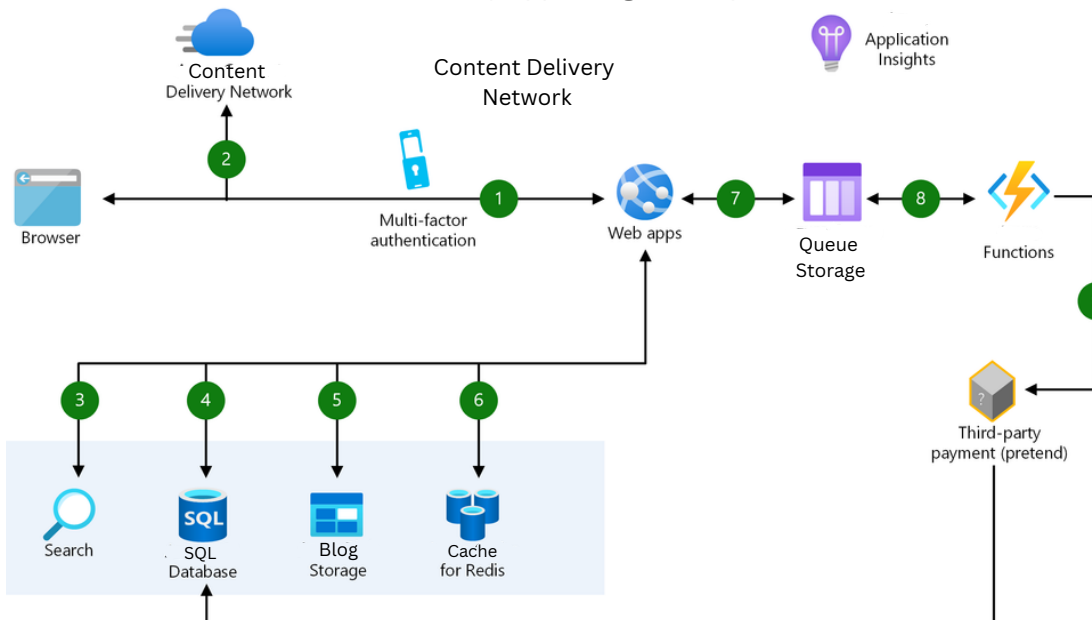 Content
Delivery Network
Content Delivery
Network
Application
Insights
2
1
7
8
Browser
Multi-factor
authentication
Web apps
Queue
Storage
Functions
3
4
5
6
?
Third-party
payment (pretend)
SQL
Search
SQL
Database
Blog
Storage
Cache
for Redis